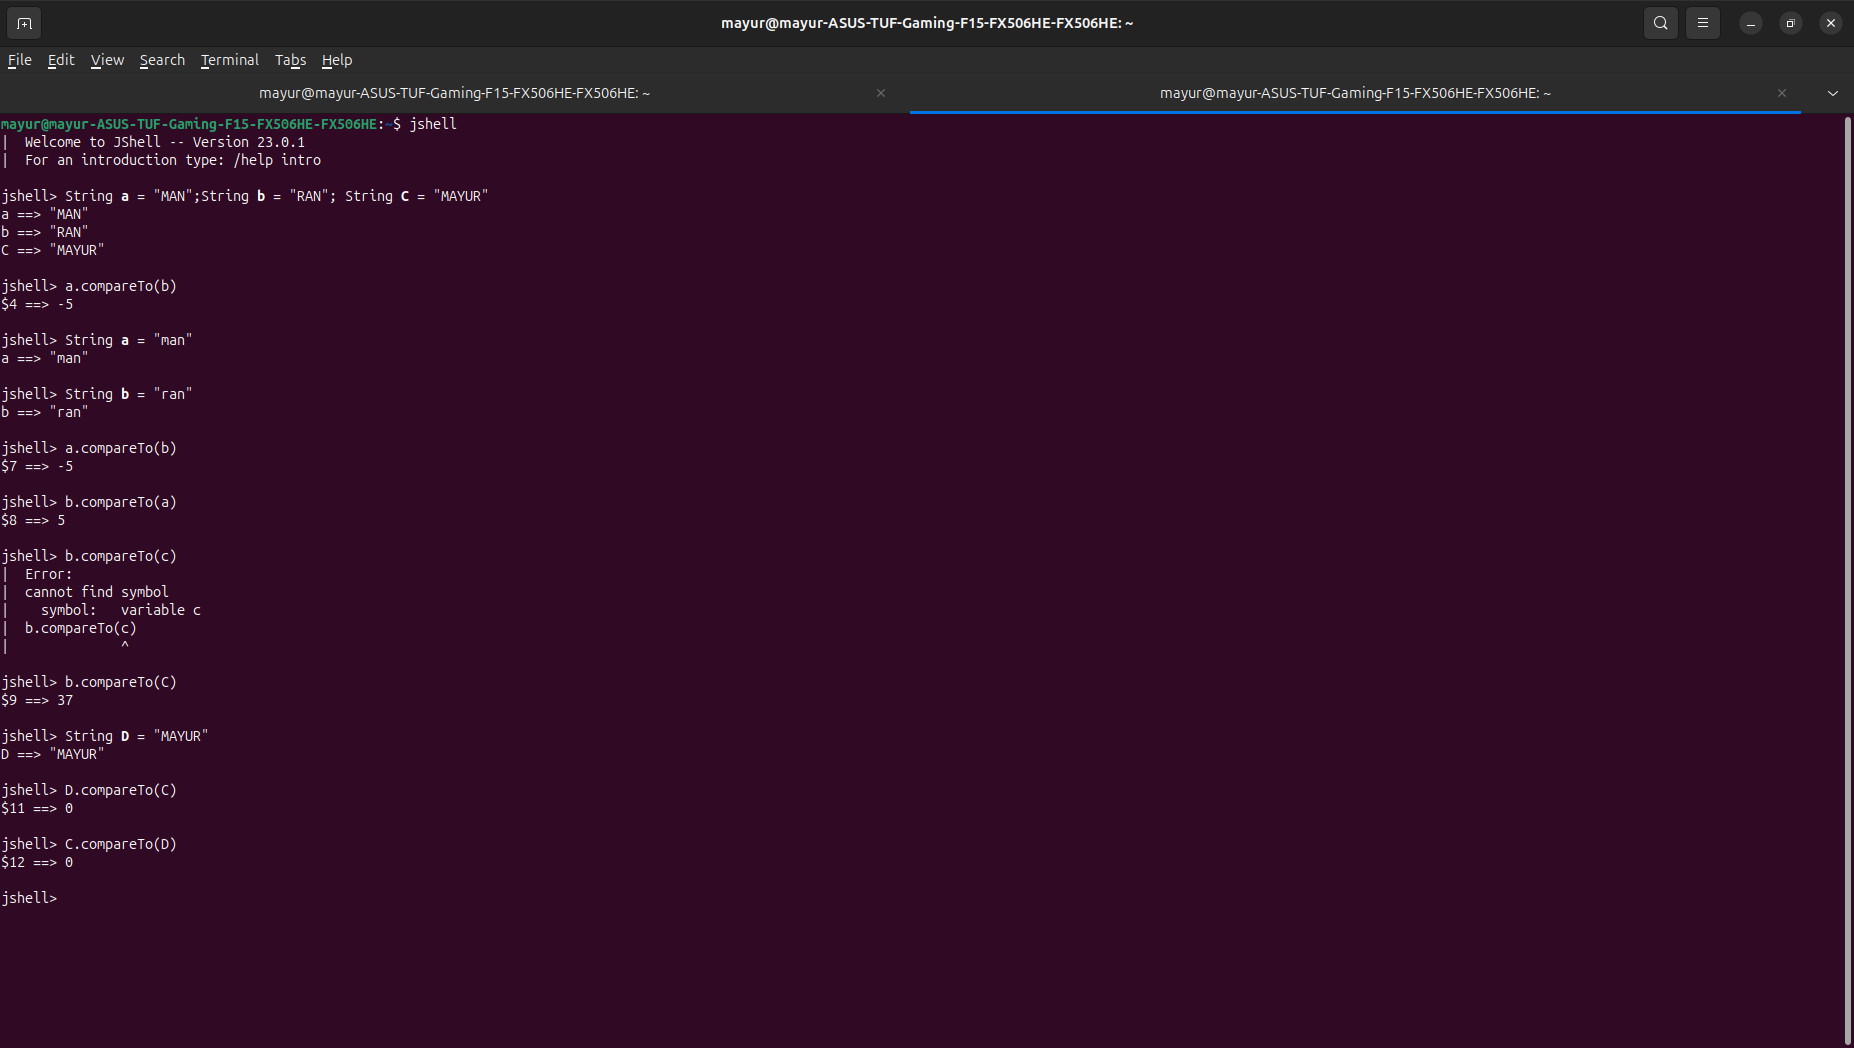 mayur@mayur-ASUS-TUF-Gaming-F15-FX506HE-FX506HE: ~
File Edit View Search Terminal Tabs Help
mayur@mayur-ASUS-TUF-Gaming-F15-FX506HE-FX506HE: ~
mayur@mayur-ASUS-TUF-Gaming-F15-FX506HE-FX506HE: ~
mayur@mayur-ASUS-TUF-Gaming-F15-FX506HE-FX506HE:~$ jshell
|  Welcome to JShell -- Version 23.0.1
|  For an introduction type: /help intro
jshell> String a = "MAN";String b = "RAN"; String C = "MAYUR"
a ==> "MAN"
b ==> "RAN"
C ==> "MAYUR"
jshell> a.compareTo(b)
$4 ==> -5
jshell> String a = "man"
a ==> "man"
jshell> String b = "ran"
b ==> "ran"
jshell> a.compareTo(b)
$7 ==> -5
jshell> b.compareTo(a)
$8 ==> 5
jshell> b.compareTo(c)
|  Error:
|  cannot find symbol
|    symbol:   variable c
|  b.compareTo(c)
|              ^
jshell> b.compareTo(C)
$9 ==> 37
jshell> String D = "MAYUR"
D ==> "MAYUR"
jshell> D.compareTo(C)
$11 ==> 0
jshell> C.compareTo(D)
$12 ==> 0
jshell>